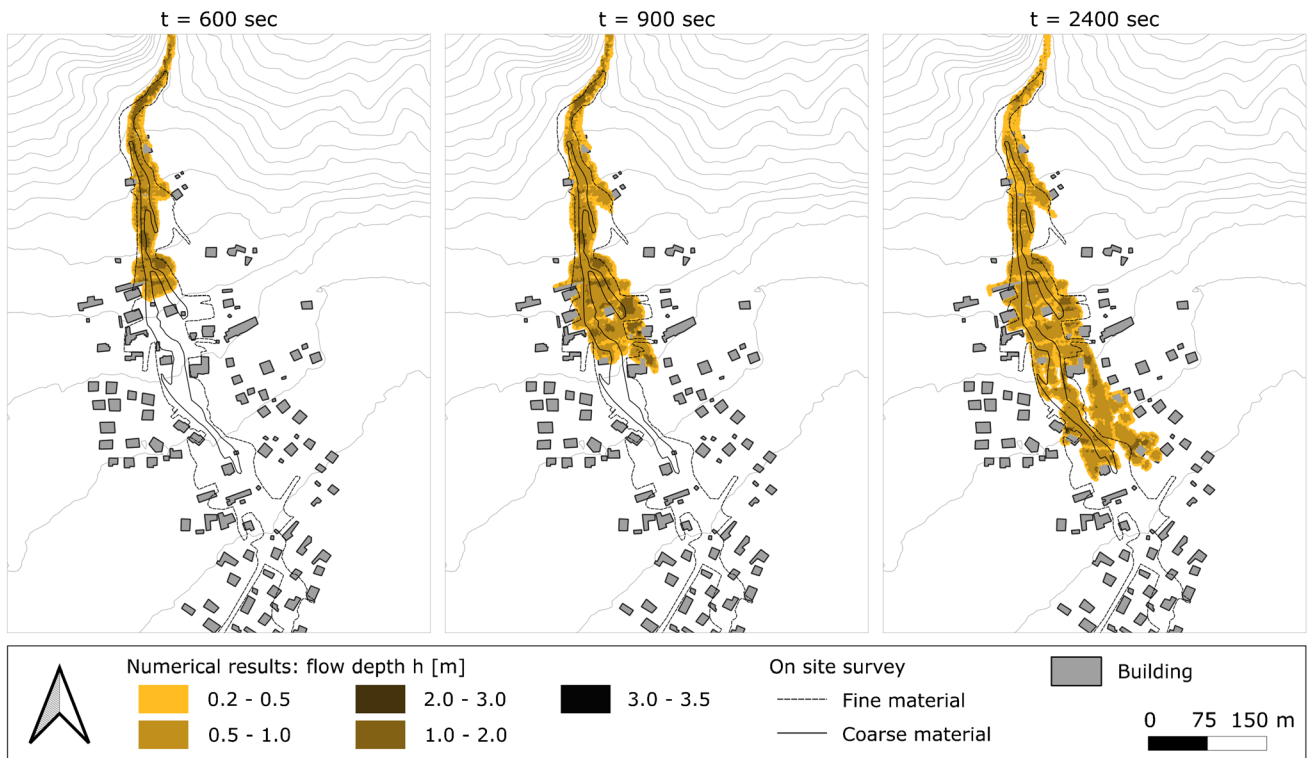 t = 600 sec
t = 900 sec
t = 2400 sec
Numerical results: flow depth h [m]
0.2 - 0.5
2.0 - 3.0
3.0 - 3.5
0.5 - 1.0
1.0 - 2.0
On site survey
Fine material
Coarse material
Building
0 75 150 m